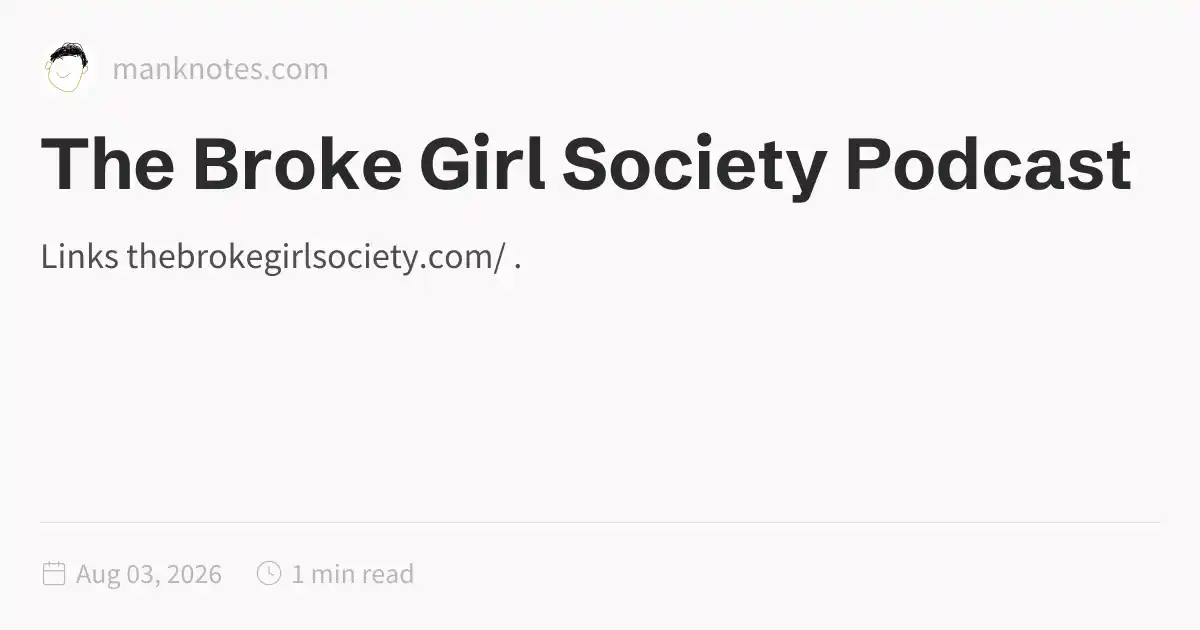 manknotes.com
The Broke Girl Society Podcast
Links thebrokegirlsociety.com/ .
Aug 03, 2026 1 min read